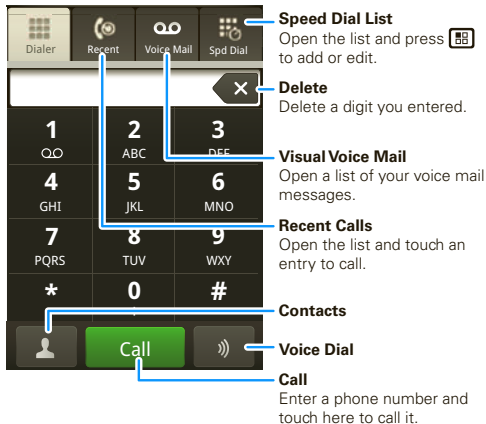 Dialer Recent Voice Mail Spd Dial
1 2 3
ABC DEF
4 5 6
GHI JKL MNO
7 8 9
PQRS TUV WXY
* 0 #
Call
Speed Dial List
Open the list and press
to add or edit.
Delete
Delete a digit you entered.
Visual Voice Mail
Open a list of your voice mail
messages.
Recent Calls
Open the list and touch an
entry to call.
Contacts
Voice Dial
Call
Enter a phone number and
touch here to call it.